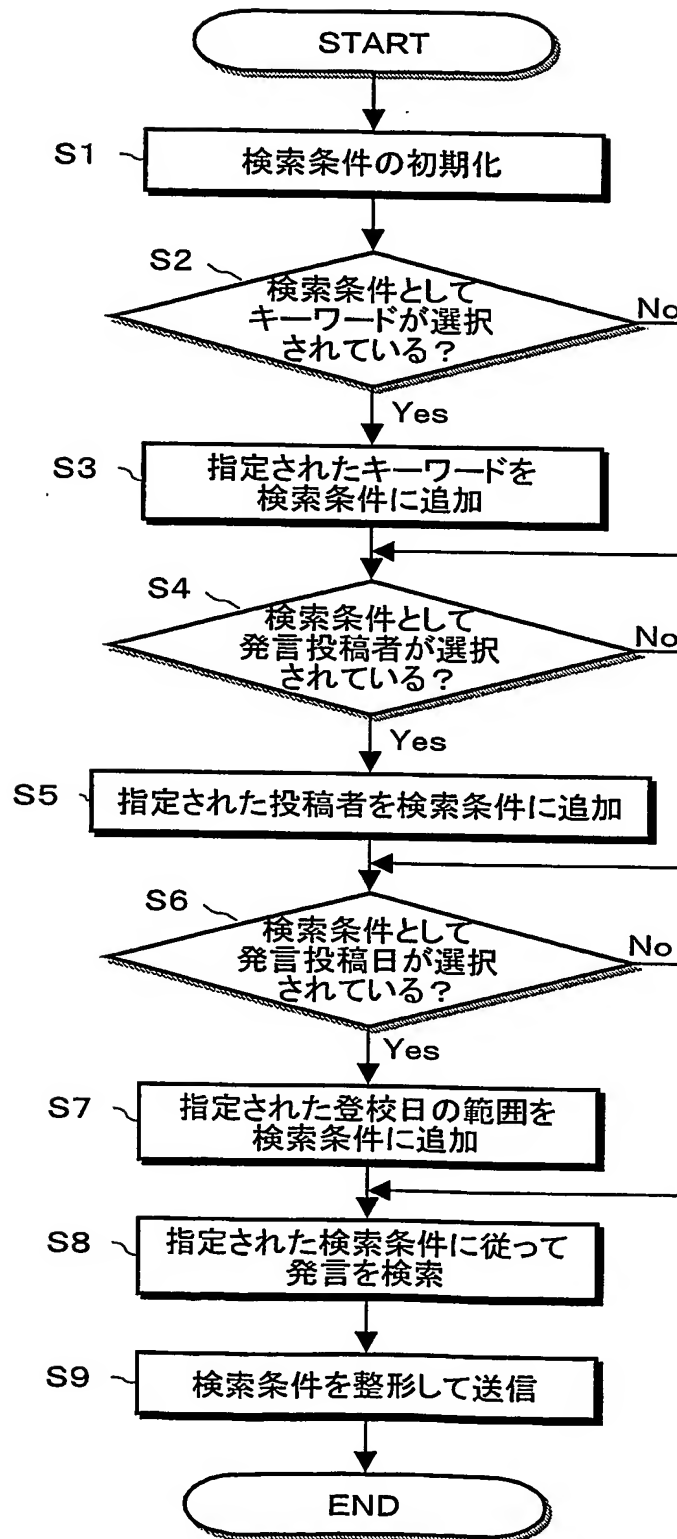 START
S1
検索条件の初期化
S2
検索条件として
キーワードが選択
されている?
No
Yes
S3
指定されたキーワードを
検索条件に追加
S4
検索条件として
発言投稿者が選択
されている?
No
Yes
S5
指定された投稿者を検索条件に追加
S6
検索条件として
発言投稿日が選択
されている?
No
Yes
S7
指定された登校日の範囲を
検索条件に追加
S8
指定された検索条件に従って
発言を検索
S9
検索条件を整形して送信
END